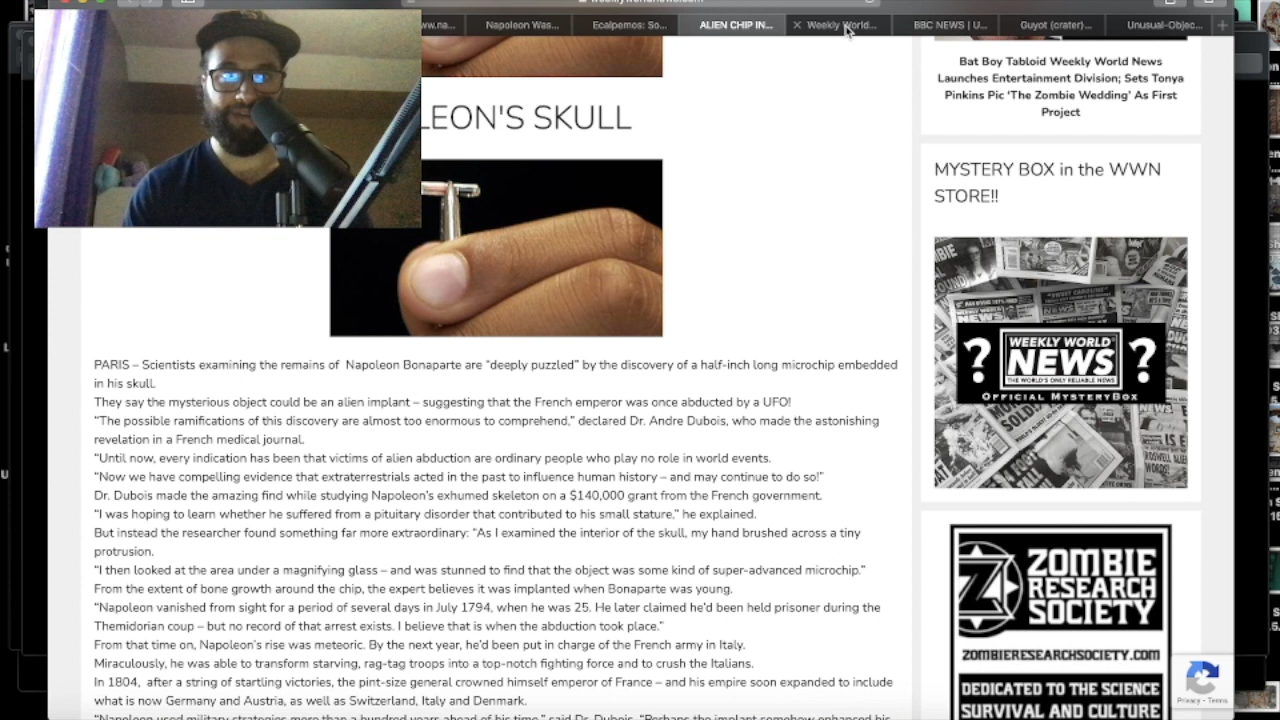 weeklyworldnews.com
ww.na...
Napoleon Was...
Ecalpemos: So...
ALIEN CHIP IN...
Weekly World...
BBC NEWS | U...
Guyot (crater)...
Unusual-Objec...
LEON'S SKULL
PARIS – Scientists examining the remains of Napoleon Bonaparte are “deeply puzzled” by the discovery of a half-inch long microchip embedded
in his skull.
They say the mysterious object could be an alien implant – suggesting that the French emperor was once abducted by a UFO!
“The possible ramifications of this discovery are almost too enormous to comprehend,” declared Dr. Andre Dubois, who made the astonishing
revelation in a French medical journal.
“Until now, every indication has been that victims of alien abduction are ordinary people who play no role in world events.
“Now we have compelling evidence that extraterrestrials acted in the past to influence human history – and may continue to do so!”
Dr. Dubois made the amazing find while studying Napoleon’s exhumed skeleton on a $140,000 grant from the French government.
“I was hoping to learn whether he suffered from a pituitary disorder that contributed to his small stature,” he explained.
But instead the researcher found something far more extraordinary: “As I examined the interior of the skull, my hand brushed across a tiny
protrusion.
“I then looked at the area under a magnifying glass – and was stunned to find that the object was some kind of super-advanced microchip.”
From the extent of bone growth around the chip, the expert believes it was implanted when Bonaparte was young.
“Napoleon vanished from sight for a period of several days in July 1794, when he was 25. He later claimed he’d been held prisoner during the
Themidorian coup – but no record of that arrest exists. I believe that is when the abduction took place.”
From that time on, Napoleon’s rise was meteoric. By the next year, he’d been put in charge of the French army in Italy.
Miraculously, he was able to transform starving, rag-tag troops into a top-notch fighting force and to crush the Italians.
In 1804, after a string of startling victories, the pint-size general crowned himself emperor of France – and his empire soon expanded to include
what is now Germany and Austria, as well as Switzerland, Italy and Denmark.
“Napoleon used military strategies more than a hundred years ahead of his time,” said Dr. Dubois. “Perhaps the implant somehow enhanced his
Bat Boy Tabloid Weekly World News
Launches Entertainment Division; Sets Tonya
Pinkins Pic ‘The Zombie Wedding’ As First
Project
MYSTERY BOX in the WWN
STORE!!
WEEKLY WORLD
NEWS
THE WORLD'S ONLY RELIABLE NEWS
OFFICIAL MYSTERYBOX
ZOMBIE
RESEARCH
SOCIETY
ZOMBIERESEARCHSOCIETY.COM
DEDICATED TO THE SCIENCE
SURVIVAL AND CULTURE
Privacy - Terms